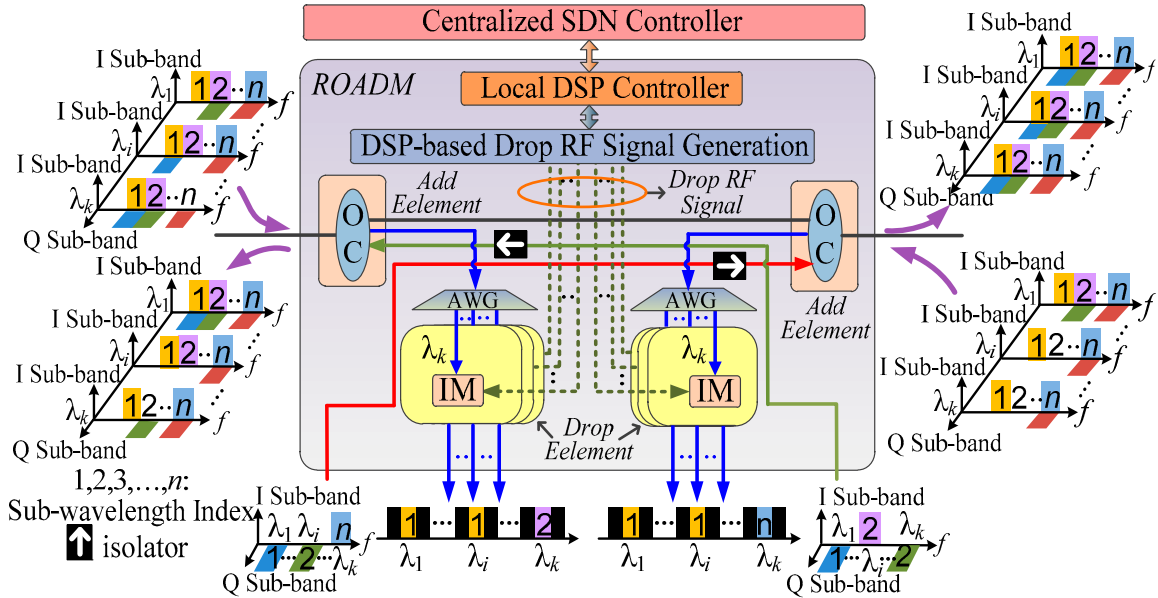 Centralized SDN Controller
ROADM
Local DSP Controller
DSP-based Drop RF Signal Generation
Add
Eelement
Drop RF
Signal
O
C
O
C
Add
Eelement
AWG
AWG
λk
IM
λk
IM
Drop
Eelement
I Sub-band
λ1 1 2 ·· n f
I Sub-band
λi 1 2 ·· n f
I Sub-band
λk 1 2 ·· n f
Q Sub-band
I Sub-band
λ1 1 2 ·· n f
I Sub-band
λi 1 2 ·· n f
I Sub-band
λk 1 2 ·· n f
Q Sub-band
I Sub-band
λ1 1 2 ·· n f
I Sub-band
λi 1 2 ·· n f
I Sub-band
λk 1 2 ·· n f
Q Sub-band
I Sub-band
λ1 1 2 ·· n f
I Sub-band
λi 1 2 ·· n f
I Sub-band
λk 1 2 ·· n f
Q Sub-band
1,2,3,...,n:
Sub-wavelength Index
isolator
I Sub-band
λ1 λi n
f
1 ··· 2 ··· λk
Q Sub-band
1 ··· 1 ··· 2
λ1 λi λk
1 ··· 1 ··· n
λ1 λi λk
I Sub-band
λ1 2 λk
f
1 ··· λi ··· 2
Q Sub-band